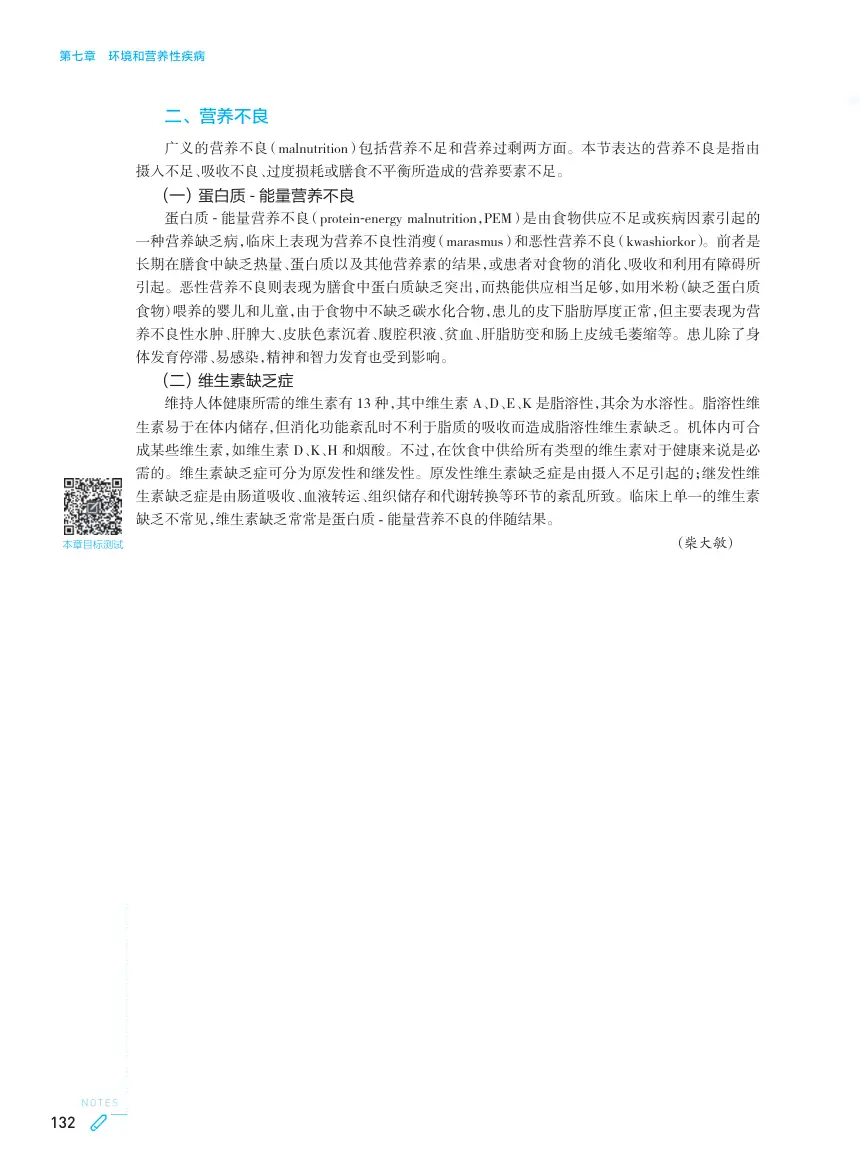 第七章 环境和营养性疾病
二、营养不良
广义的营养不良（malnutrition）包括营养不足和营养过剩两方面。本节表达的营养不良是指由
摄入不足、吸收不良、过度损耗或膳食不平衡所造成的营养要素不足。
（一）蛋白质 - 能量营养不良
蛋白质 - 能量营养不良（protein-energy malnutrition,PEM）是由食物供应不足或疾病因素引起的
一种营养缺乏病，临床上表现为营养不良性消瘦（marasmus）和恶性营养不良（kwashiorkor）。前者是
长期在膳食中缺乏热量、蛋白质以及其他营养素的结果，或患者对食物的消化、吸收和利用有障碍所
引起。恶性营养不良则表现为膳食中蛋白质缺乏突出，而热能供应相当足够，如用米粉（缺乏蛋白质
食物）喂养的婴儿和儿童，由于食物中不缺乏碳水化合物，患儿的皮下脂肪厚度正常，但主要表现为营
养不良性水肿、肝脾大、皮肤色素沉着、腹腔积液、贫血、肝脂肪变和肠上皮绒毛萎缩等。患儿除了身
体发育停滞、易感染，精神和智力发育也受到影响。
（二）维生素缺乏症
维持人体健康所需的维生素有 13 种，其中维生素 A、D、E、K 是脂溶性，其余为水溶性。脂溶性维
生素易于在体内储存，但消化功能紊乱时不利于脂质的吸收而造成脂溶性维生素缺乏。机体内可合
成某些维生素，如维生素 D、K、H 和烟酸。不过，在饮食中供给所有类型的维生素对于健康来说是必
需的。维生素缺乏症可分为原发性和继发性。原发性维生素缺乏症是由摄入不足引起的；继发性维
生素缺乏症是由肠道吸收、血液转运、组织储存和代谢转换等环节的紊乱所致。临床上单一的维生素
缺乏不常见，维生素缺乏常常是蛋白质 - 能量营养不良的伴随结果。
（柴大敏）
本章目标测试
NOTES
132